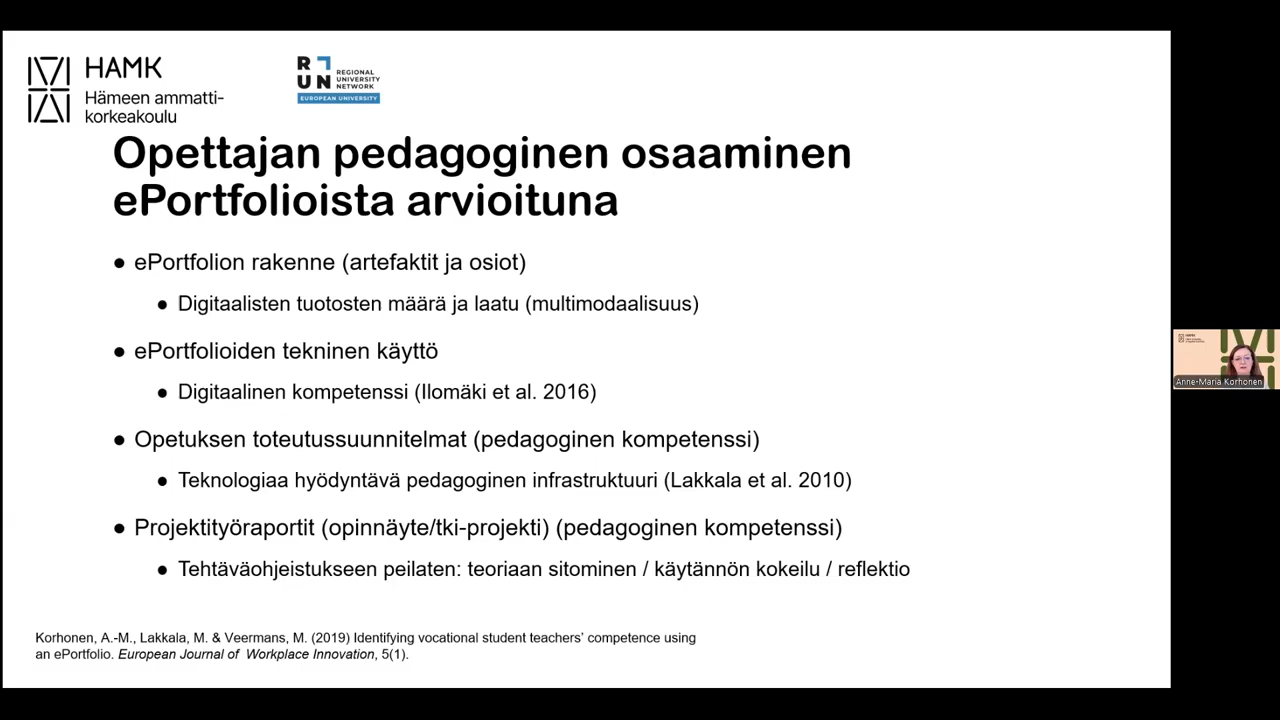 HAMK
Hämeen ammatti-
korkeakoulu
R
UN
REGIONAL
UNIVERSITY
NETWORK
EUROPEAN UNIVERSITY
Opettajan pedagoginen osaaminen
ePortfolioista arvioituna
● ePortfolion rakenne (artefaktit ja osiot)
● Digitaalisten tuotosten määrä ja laatu (multimodaalisuus)
● ePortfolioiden tekninen käyttö
● Digitaalinen kompetenssi (Ilomäki et al. 2016)
● Opetuksen toteutussuunnitelmat (pedagoginen kompetenssi)
● Teknologiaa hyödyntävä pedagoginen infrastruktuuri (Lakkala et al. 2010)
● Projektityöraportit (opinnäyte/tki-projekti) (pedagoginen kompetenssi)
● Tehtäväohjeistukseen peilaten: teoriaan sitominen / käytännön kokeilu / reflektio
Korhonen, A.-M., Lakkala, M. & Veermans, M. (2019) Identifying vocational student teachers' competence using
an ePortfolio. European Journal of Workplace Innovation, 5(1).
Anne-Maria Korhonen